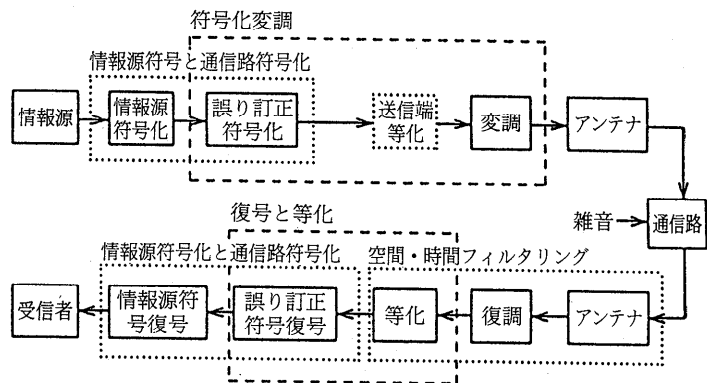 符号化変調
情報源符号と通信路符号化
情報源
情報源
符号化
誤り訂正
符号化
送信端
等化
変調
アンテナ
雑音
通信路
復号と等化
情報源符号化と通信路符号化
空間・時間フィルタリング
受信者
情報源符
号復号
誤り訂正
符号復号
等化
復調
アンテナ